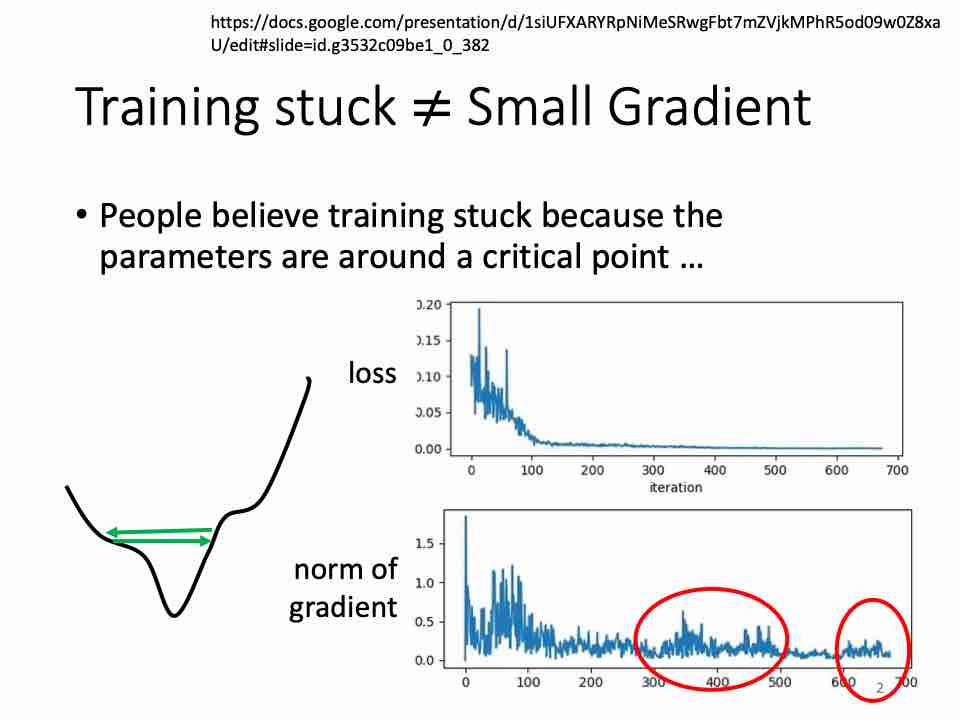 https://docs.google.com/presentation/d/1siUFXARYRpNiMeSRwgFbt7mZVjkMPhR5od09w0Z8xa
U/edit#slide=id.g3532c09be1_0_382
Training stuck ≠ Small Gradient
• People believe training stuck because the
parameters are around a critical point …
loss
0.20
0.15
0.10
0.05
0.00
0 100 200 300 400 500 600 700
iteration
norm of
gradient
1.5
1.0
0.5
0.0
0 100 200 300 400 500 600 700
2